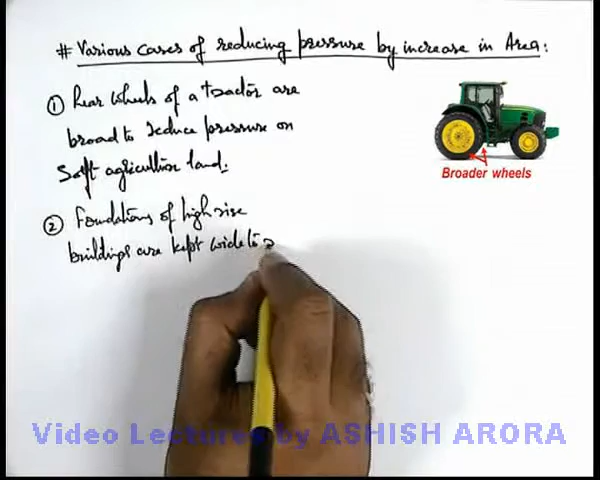 # Various cases of reducing pressure by increase in Area:
① Rear wheels of a tractor are
broad to reduce pressure on
soft agriculture land.
Broader wheels
② Foundations of high rise
buildings are kept wide to
Video Lectures by ASHISH ARORA